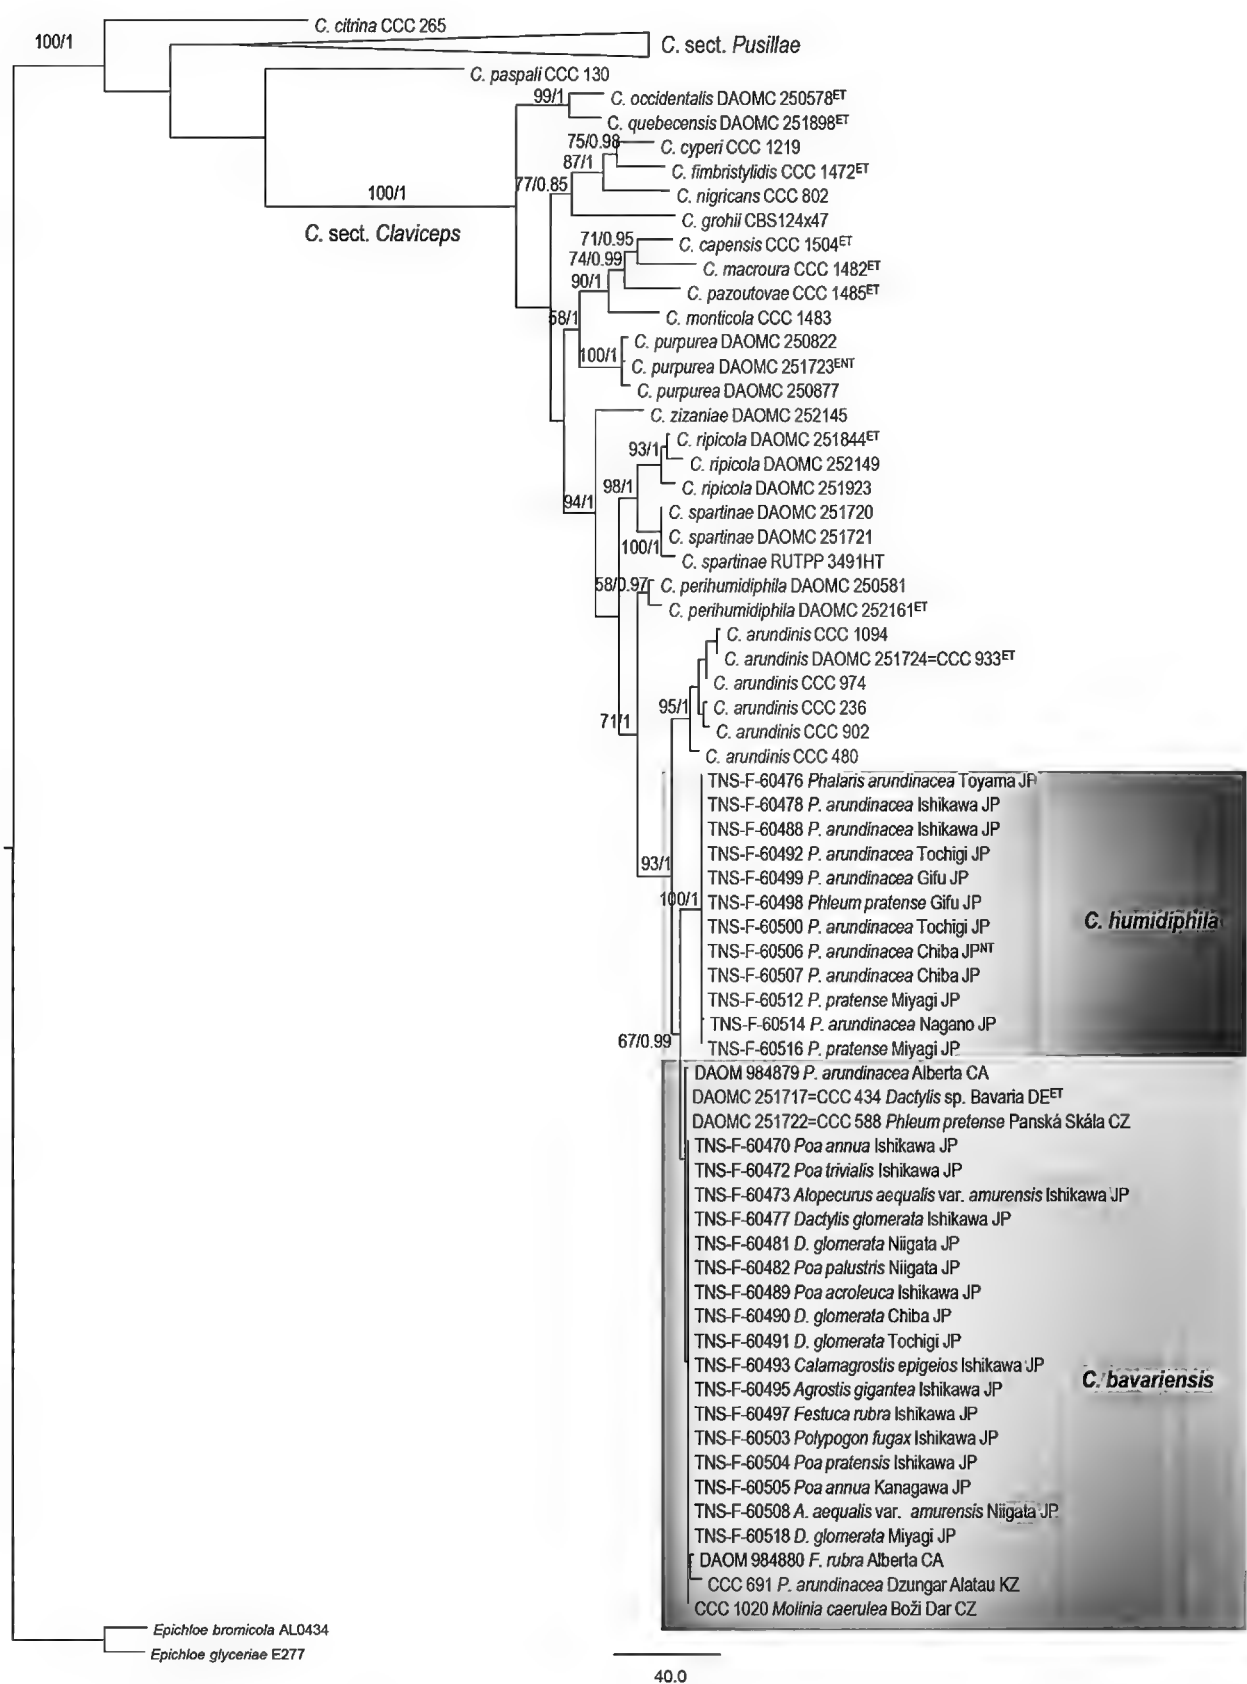 C. citrina CCC 265
100/1
C. sect. Pusillae
C. paspali CCC 130
99/1
C. occidentalis DAOMC 250578ET
C. quebecensis DAOMC 251898ET
75/0.98
C. cyperi CCC 1219
87/1
C. fimbristylidis CCC 1472ET
77/0.85
100/1
C. nigricans CCC 802
C. grohii CBS124x47
C. sect. Claviceps
71/0.95
C. capensis CCC 1504ET
74/0.99
C. macroura CCC 1482ET
90/1
C. pazoutovae CCC 1485ET
58/1
C. monticola CCC 1483
C. purpurea DAOMC 250822
100/1
C. purpurea DAOMC 251723ENT
C. purpurea DAOMC 250877
C. zizaniae DAOMC 252145
C. ripicola DAOMC 251844ET
93/1
C. ripicola DAOMC 252149
98/1
C. ripicola DAOMC 251923
94/1
C. spartinae DAOMC 251720
C. spartinae DAOMC 251721
100/1
C. spartinae RUTPP 3491HT
58/0.97
C. perihumidiphila DAOMC 250581
C. perihumidiphila DAOMC 252161ET
C. arundinis CCC 1094
C. arundinis DAOMC 251724=CCC 933ET
C. arundinis CCC 974
95/1
C. arundinis CCC 236
71/1
C. arundinis CCC 902
C. arundinis CCC 480
TNS-F-60476 Phalaris arundinacea Toyama JP
TNS-F-60478 P. arundinacea Ishikawa JP
TNS-F-60488 P. arundinacea Ishikawa JP
TNS-F-60492 P. arundinacea Tochigi JP
93/1
TNS-F-60499 P. arundinacea Gifu JP
100/1
TNS-F-60498 Phleum pratense Gifu JP
C. humidiphila
TNS-F-60500 P. arundinacea Tochigi JP
TNS-F-60506 P. arundinacea Chiba JPNT
TNS-F-60507 P. arundinacea Chiba JP
TNS-F-60512 P. pratense Miyagi JP
TNS-F-60514 P. arundinacea Nagano JP
67/0.99
TNS-F-60516 P. pratense Miyagi JP
DAOM 984879 P. arundinacea Alberta CA
DAOMC 251717=CCC 434 Dactylis sp. Bavaria DEET
DAOMC 251722=CCC 588 Phleum pretense Panská Skála CZ
TNS-F-60470 Poa annua Ishikawa JP
TNS-F-60472 Poa trivialis Ishikawa JP
TNS-F-60473 Alopecurus aequalis var. amurensis Ishikawa JP
TNS-F-60477 Dactylis glomerata Ishikawa JP
TNS-F-60481 D. glomerata Niigata JP
TNS-F-60482 Poa palustris Niigata JP
TNS-F-60489 Poa acroleuca Ishikawa JP
TNS-F-60490 D. glomerata Chiba JP
TNS-F-60491 D. glomerata Tochigi JP
TNS-F-60493 Calamagrostis epigeios Ishikawa JP
C. bavariensis
TNS-F-60495 Agrostis gigantea Ishikawa JP
TNS-F-60497 Festuca rubra Ishikawa JP
TNS-F-60503 Polypogon fugax Ishikawa JP
TNS-F-60504 Poa pratensis Ishikawa JP
TNS-F-60505 Poa annua Kanagawa JP
TNS-F-60508 A. aequalis var. amurensis Niigata JP
TNS-F-60518 D. glomerata Miyagi JP
DAOM 984880 F. rubra Alberta CA
CCC 691 P. arundinacea Dzungar Alatau KZ
CCC 1020 Molinia caerulea Boži Dar CZ
Epichloe bromicola AL0434
Epichloe glyceriae E277
40.0